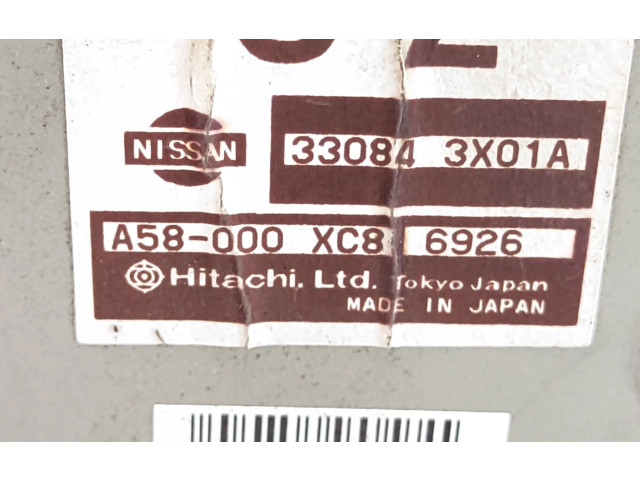 NISSAN
33084 3X01A
A58-000 XC8 6926
Hitachi, Ltd. Tokyo Japan
MADE IN JAPAN